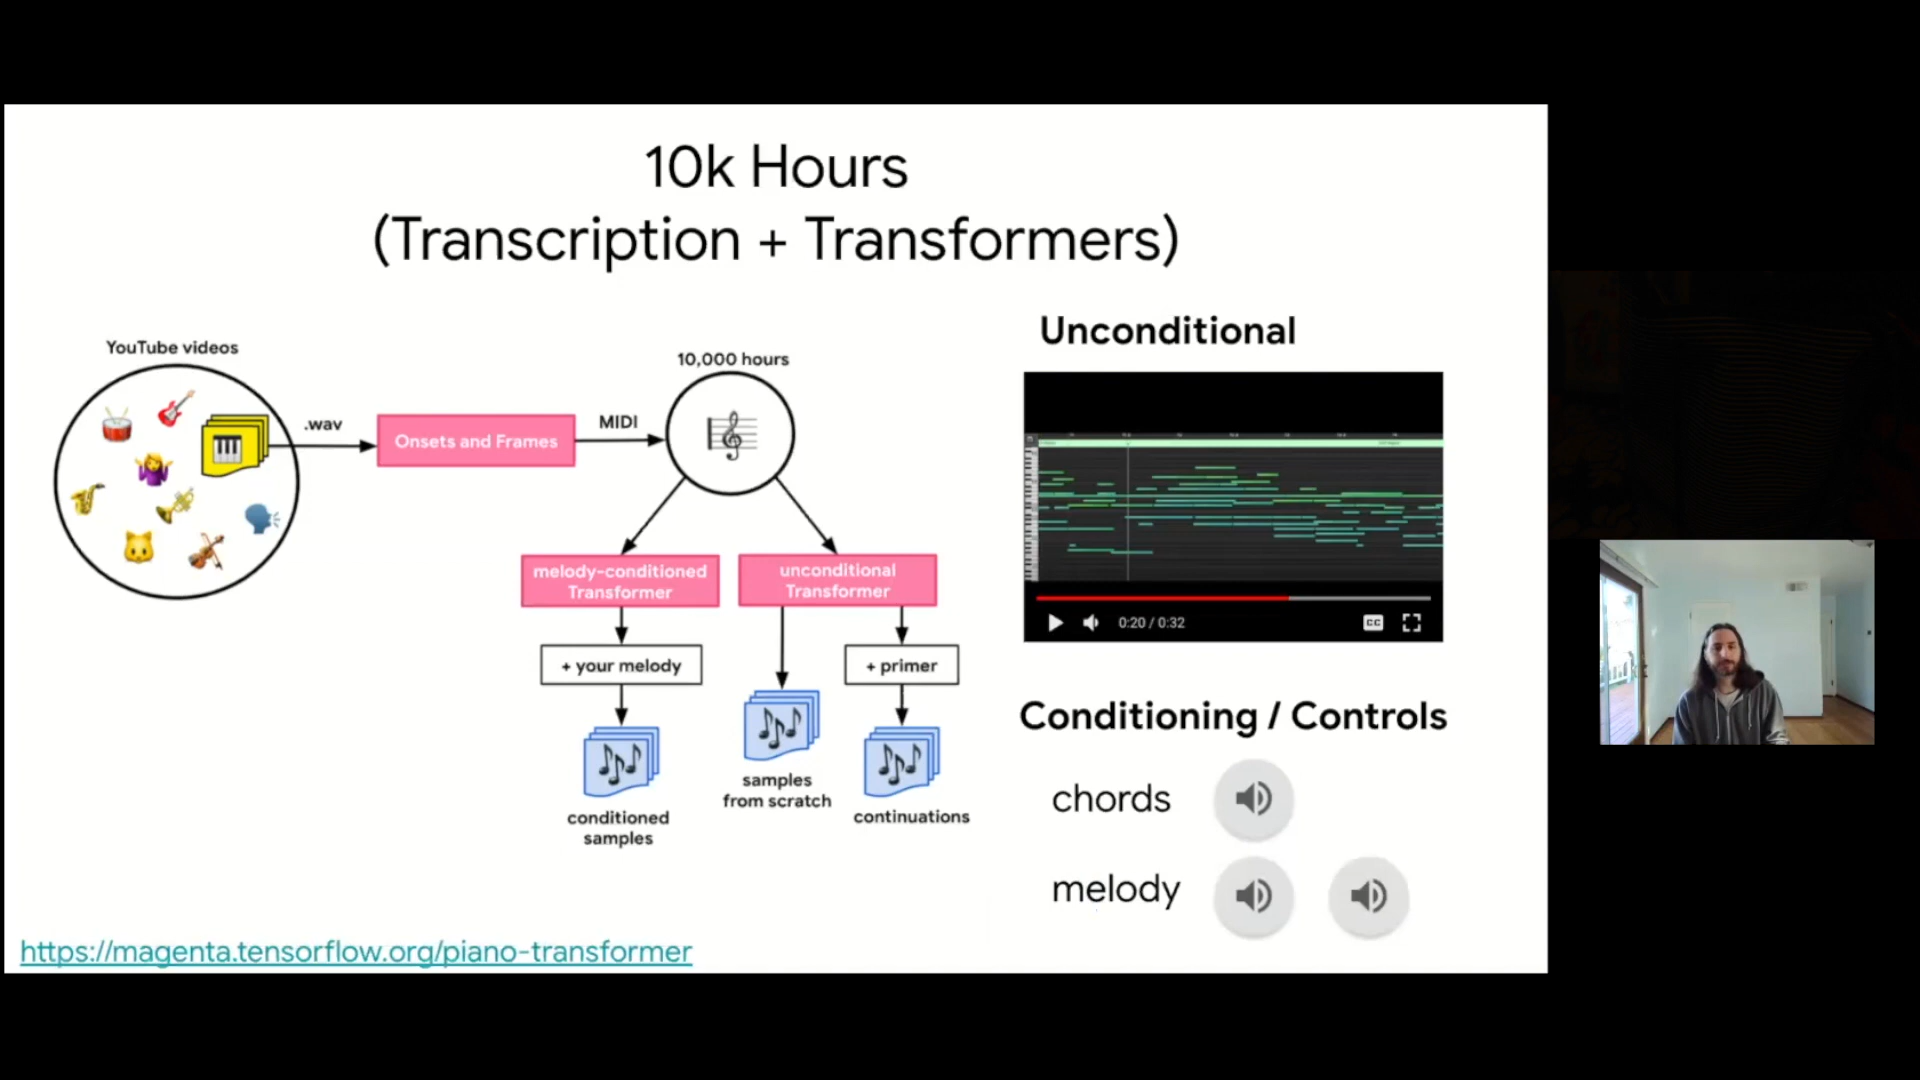 10k Hours
(Transcription + Transformers)
YouTube videos
.wav
Onsets and Frames
MIDI
10,000 hours
melody-conditioned
Transformer
unconditional
Transformer
+ your melody
+ primer
conditioned
samples
samples
from scratch
continuations
Unconditional
0:20 / 0:32
CC
Conditioning / Controls
chords
melody
https://magenta.tensorflow.org/piano-transformer